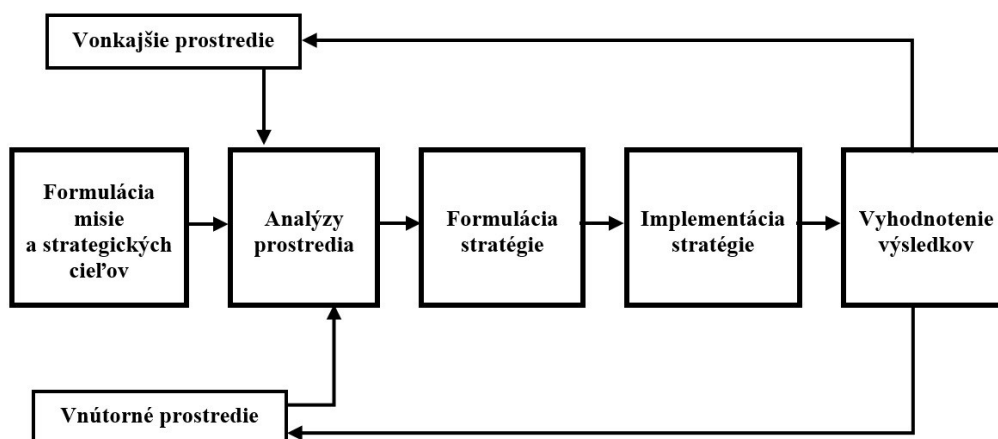 Vonkajšie prostredie
Formulácia
misie
a strategických
cieľov
Analýzy
prostredia
Formulácia
stratégie
Implementácia
stratégie
Vyhodnotenie
výsledkov
Vnútorné prostredie